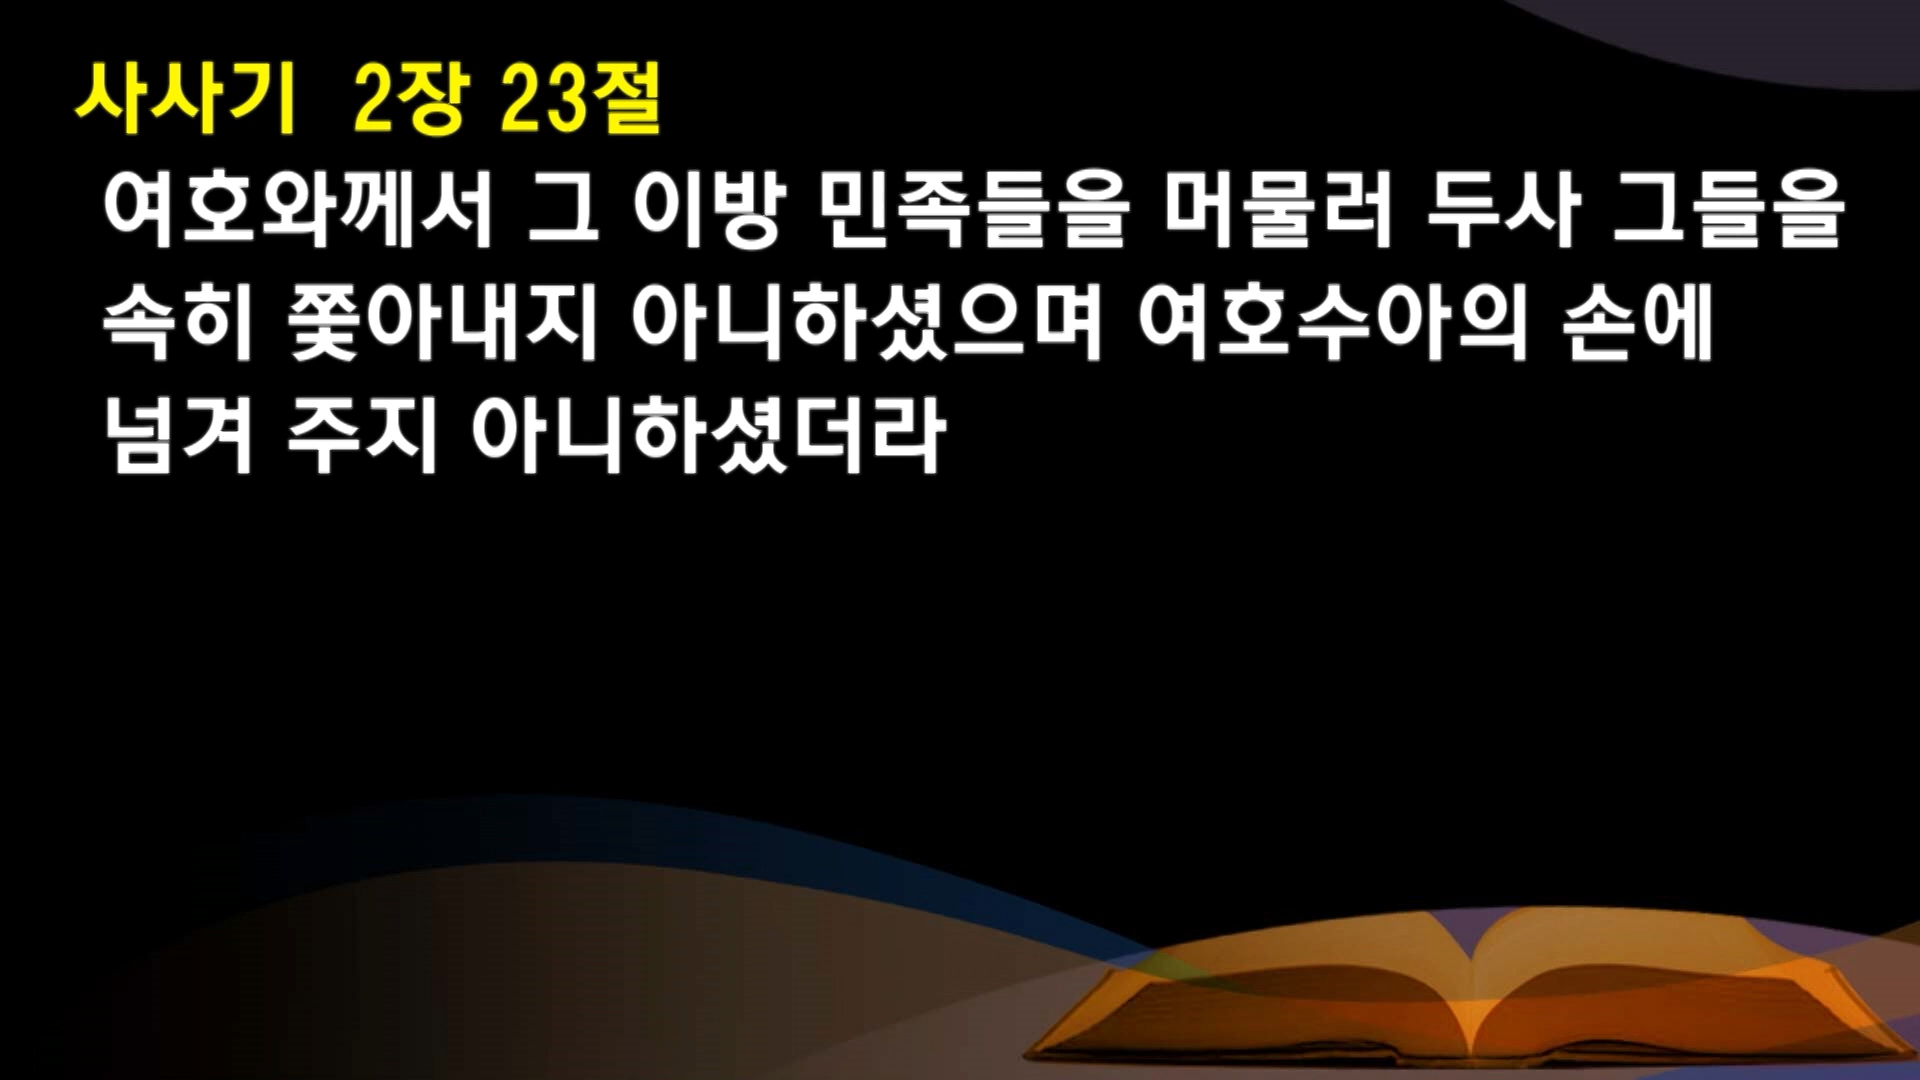 사사기  2장 23절
여호와께서 그 이방 민족들을 머물러 두사 그들을
속히 쫓아내지 아니하셨으며 여호수아의 손에
넘겨 주지 아니하셨더라